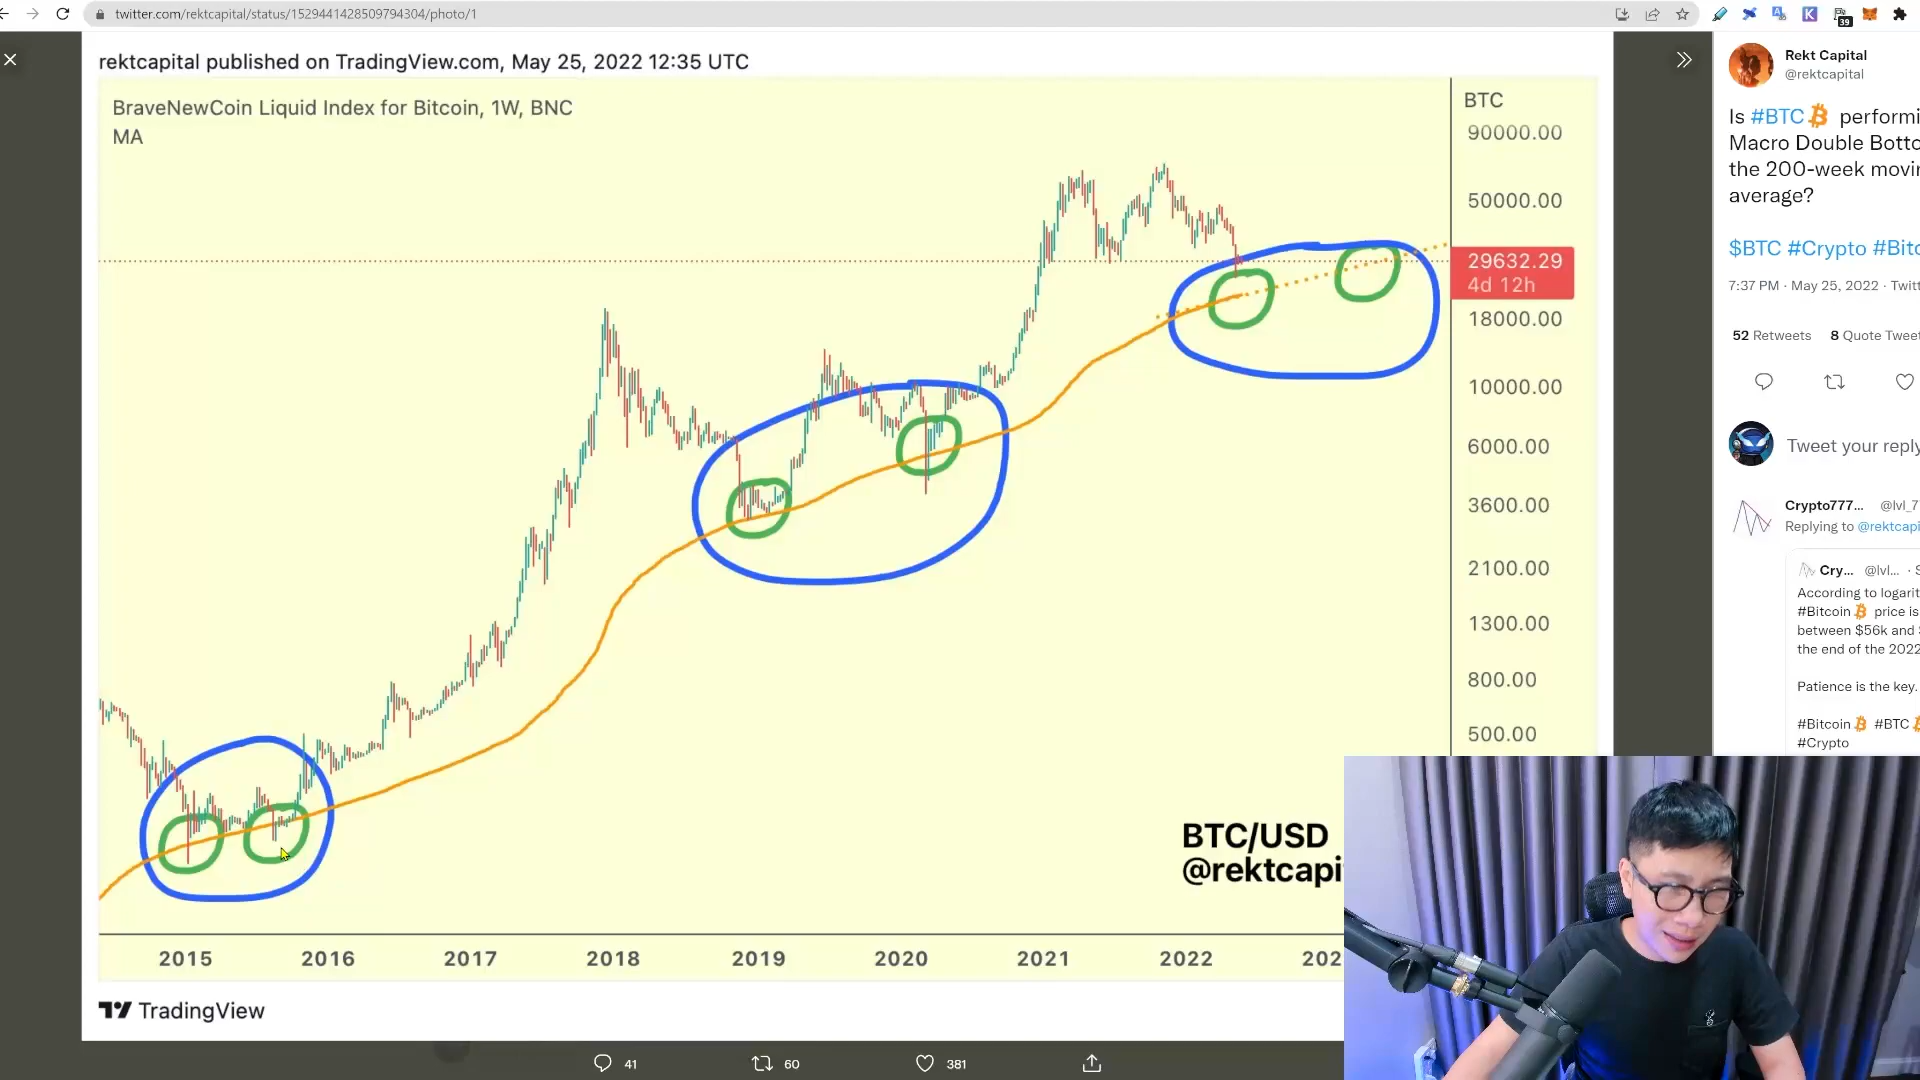 twitter.com/rektcapital/status/1529441428509794304/photo/1
39
rektcapital published on TradingView.com, May 25, 2022 12:35 UTC
BraveNewCoin Liquid Index for Bitcoin, 1W, BNC
MA
BTC
90000.00
50000.00
29632.29
4d 12h
18000.00
10000.00
6000.00
3600.00
2100.00
1300.00
800.00
500.00
BTC/USD
@rektcapi
2015 2016 2017 2018 2019 2020 2021 2022 202
TradingView
41 60 381
Rekt Capital
@rektcapital
Is #BTC performi
Macro Double Botto
the 200-week movin
average?
$BTC #Crypto #Bitc
7:37 PM · May 25, 2022 · Twitt
52 Retweets 8 Quote Tweet
Tweet your reply
Crypto777... @lvl_7
Replying to @rektcapi
Cry... @lvl... · S
According to logarit
#Bitcoin price is
between $56k and
the end of the 2022
Patience is the key.
#Bitcoin #BTC
#Crypto